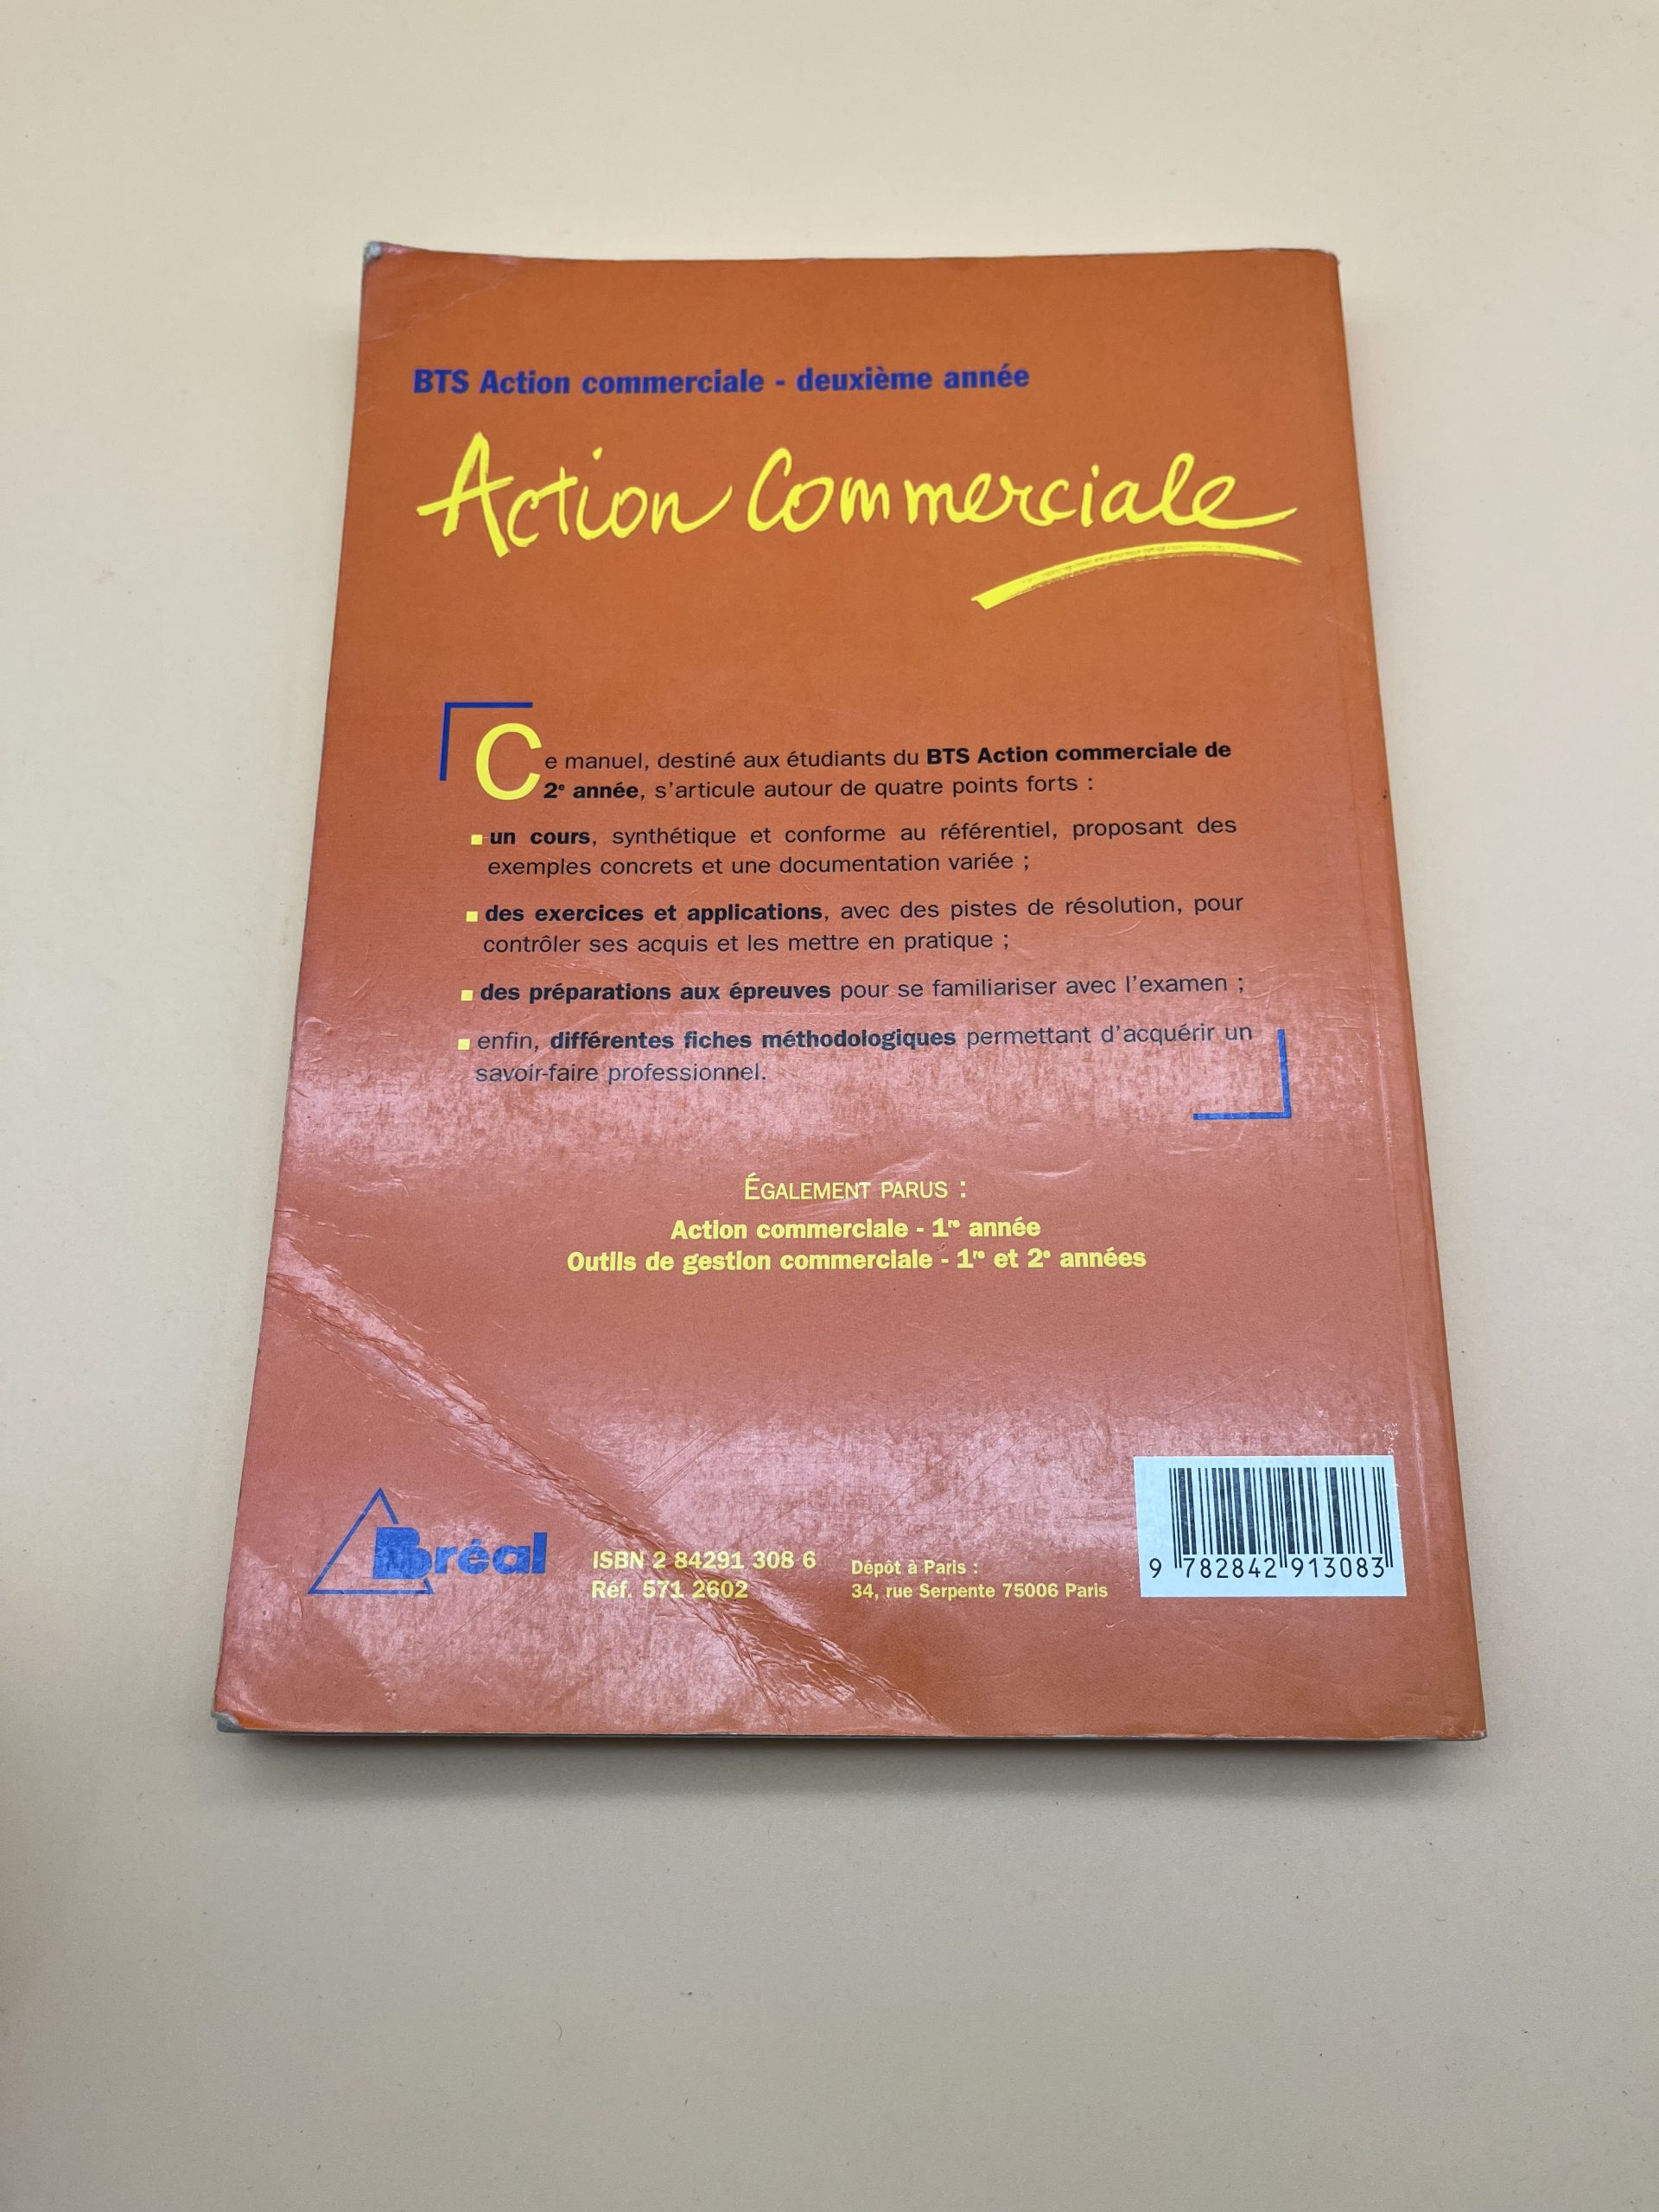 BTS Action commerciale - deuxième année
Action Commerciale
Ce manuel, destiné aux étudiants du BTS Action commerciale de
2e année, s'articule autour de quatre points forts :
un cours, synthétique et conforme au référentiel, proposant des
exemples concrets et une documentation variée ;
des exercices et applications, avec des pistes de résolution, pour
contrôler ses acquis et les mettre en pratique ;
des préparations aux épreuves pour se familiariser avec l'examen ;
enfin, différentes fiches méthodologiques permettant d'acquérir un
savoir-faire professionnel.
ÉGALEMENT PARUS :
Action commerciale - 1re année
Outils de gestion commerciale - 1re et 2e années
Bréal
ISBN 2 84291 308 6
Réf. 571 2602
Dépôt à Paris :
34, rue Serpente 75006 Paris
9 782842 913083